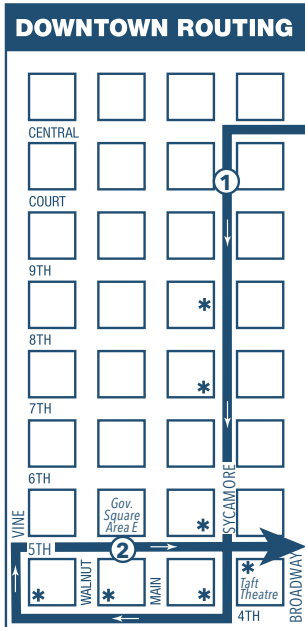 DOWNTOWN ROUTING
CENTRAL
1
COURT
9TH
*
8TH
*
7TH
6TH
SYCAMORE
VINE
Gov.
Square
Area E
*
5TH
2
BROADWAY
WALNUT
MAIN
*
*
*
*
Taft
Theatre
4TH